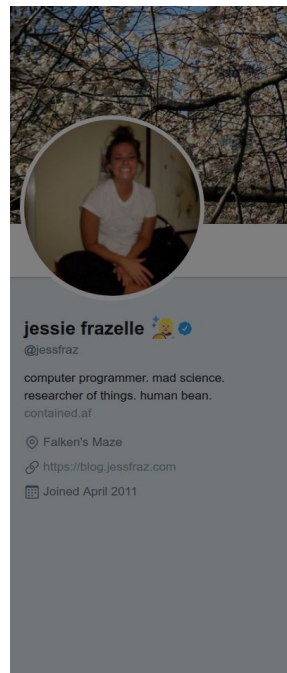 jessie frazelle
@jessfraz
computer programmer. mad science.
researcher of things. human bean.
contained.af
Falken's Maze
https://blog.jessfraz.com
Joined April 2011